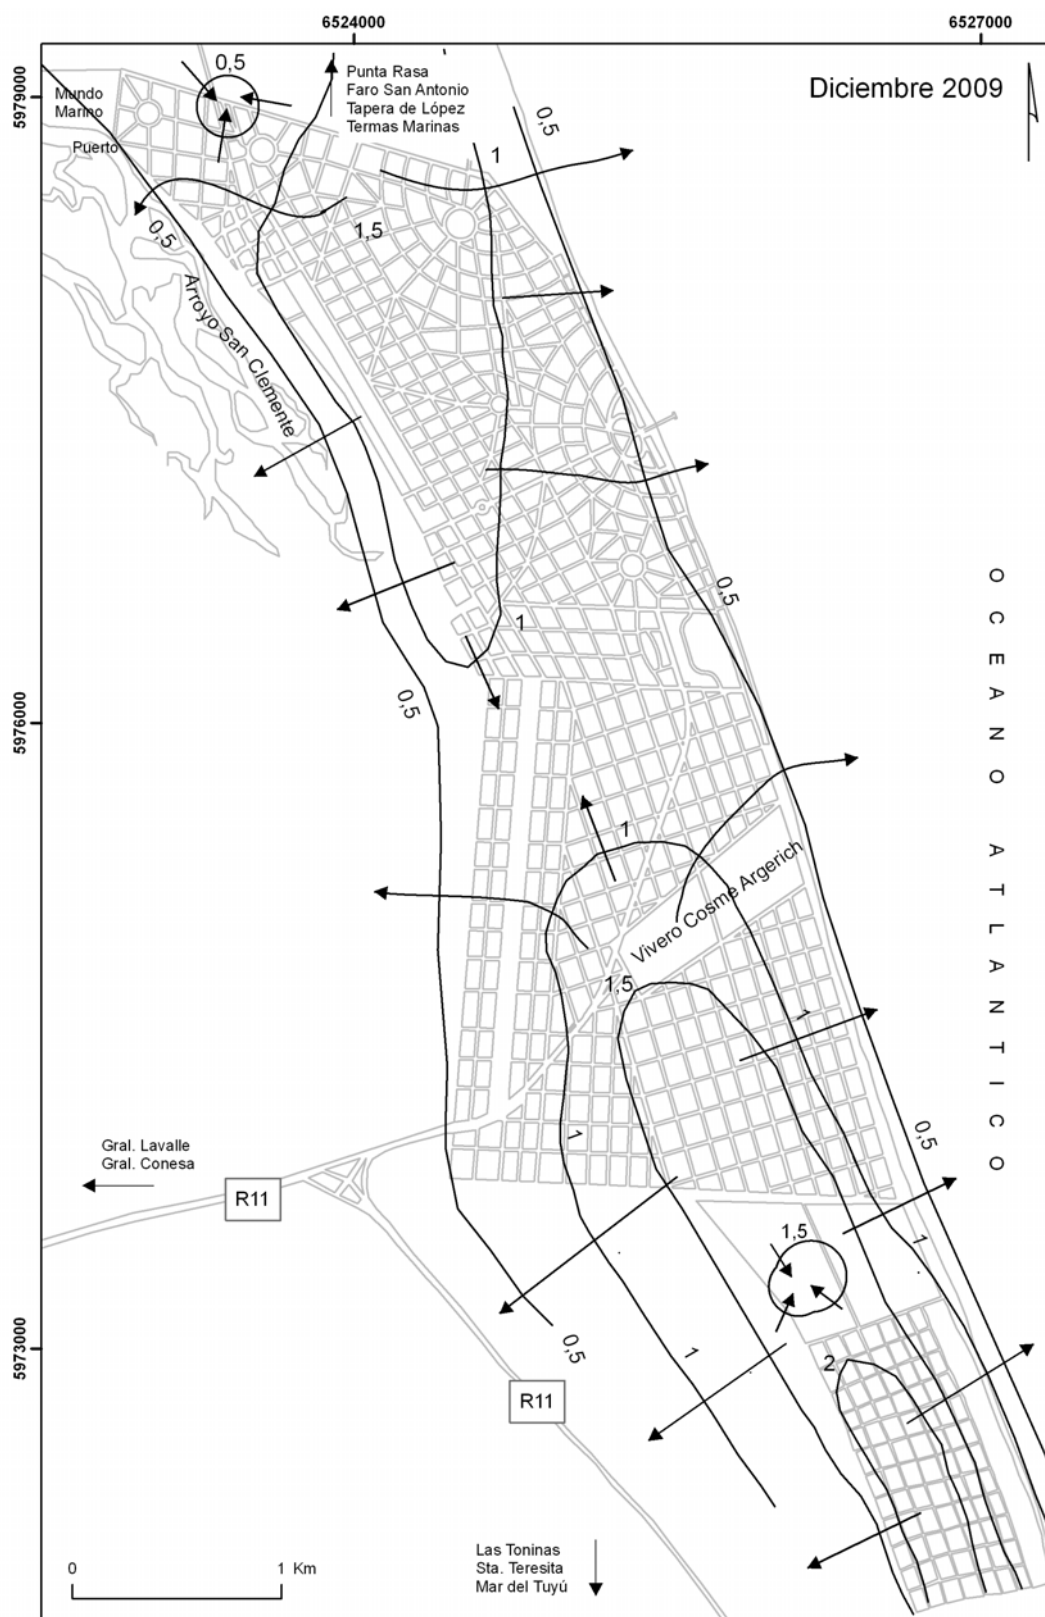 6524000
6527000
5979000
5976000
5973000
Diciembre 2009
Mundo
Marino
Puerto
0,5
Punta Rasa
Faro San Antonio
Tapera de López
Termas Marinas
0,5
1
1,5
0,5
Arroyo San Clemente
0,5
1
0,5
OCEANO ATLANTICO
1
Vivero Cosme Argerich
1,5
1
1
0,5
Gral. Lavalle
Gral. Conesa
R11
1,5
1
0,5
1
2
R11
0 1 Km
Las Toninas
Sta. Teresita
Mar del Tuyú